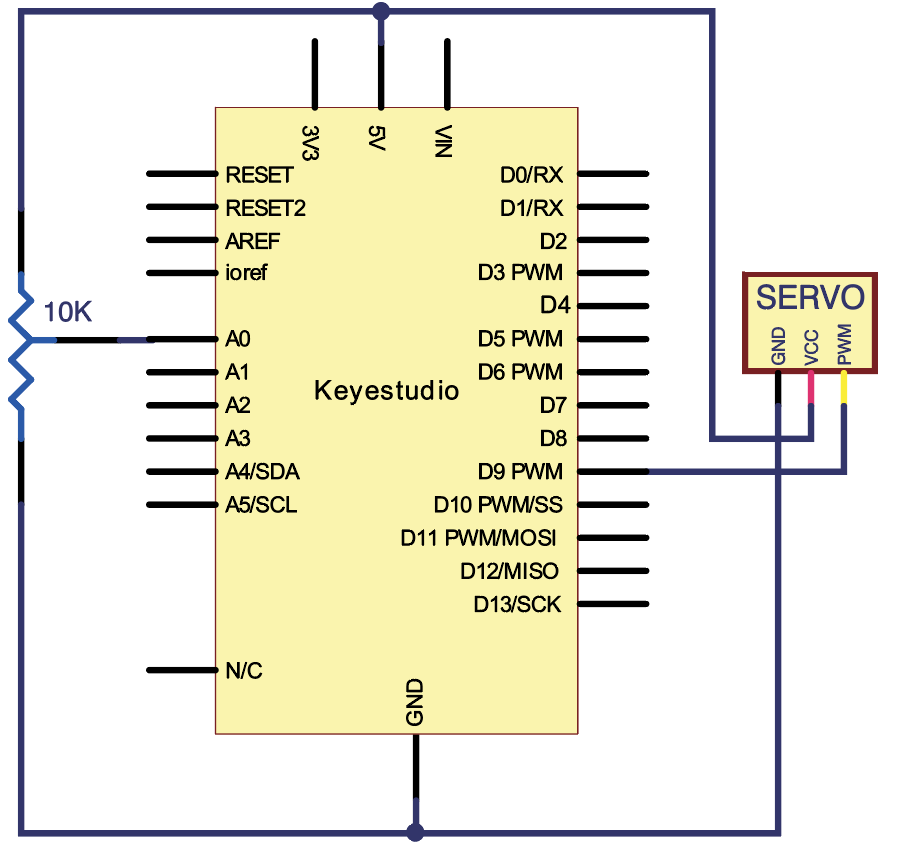 3V3
5V
VIN
RESET
RESET2
AREF
ioref
A0
A1
A2
A3
A4/SDA
A5/SCL
N/C
10K
Keyestudio
D0/RX
D1/RX
D2
D3 PWM
D4
D5 PWM
D6 PWM
D7
D8
D9 PWM
D10 PWM/SS
D11 PWM/MOSI
D12/MISO
D13/SCK
GND
SERVO
GND
VCC
PWM